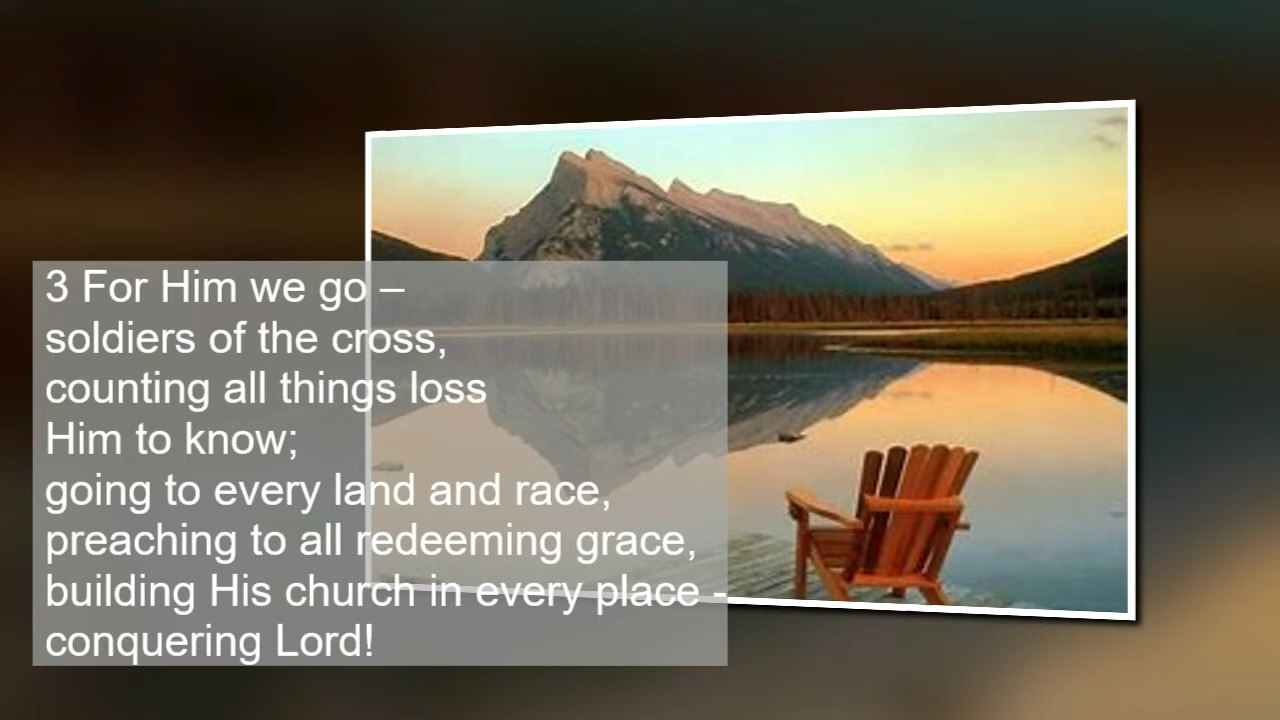 3 For Him we go –
soldiers of the cross,
counting all things loss
Him to know;
going to every land and race,
preaching to all redeeming grace,
building His church in every place -
conquering Lord!